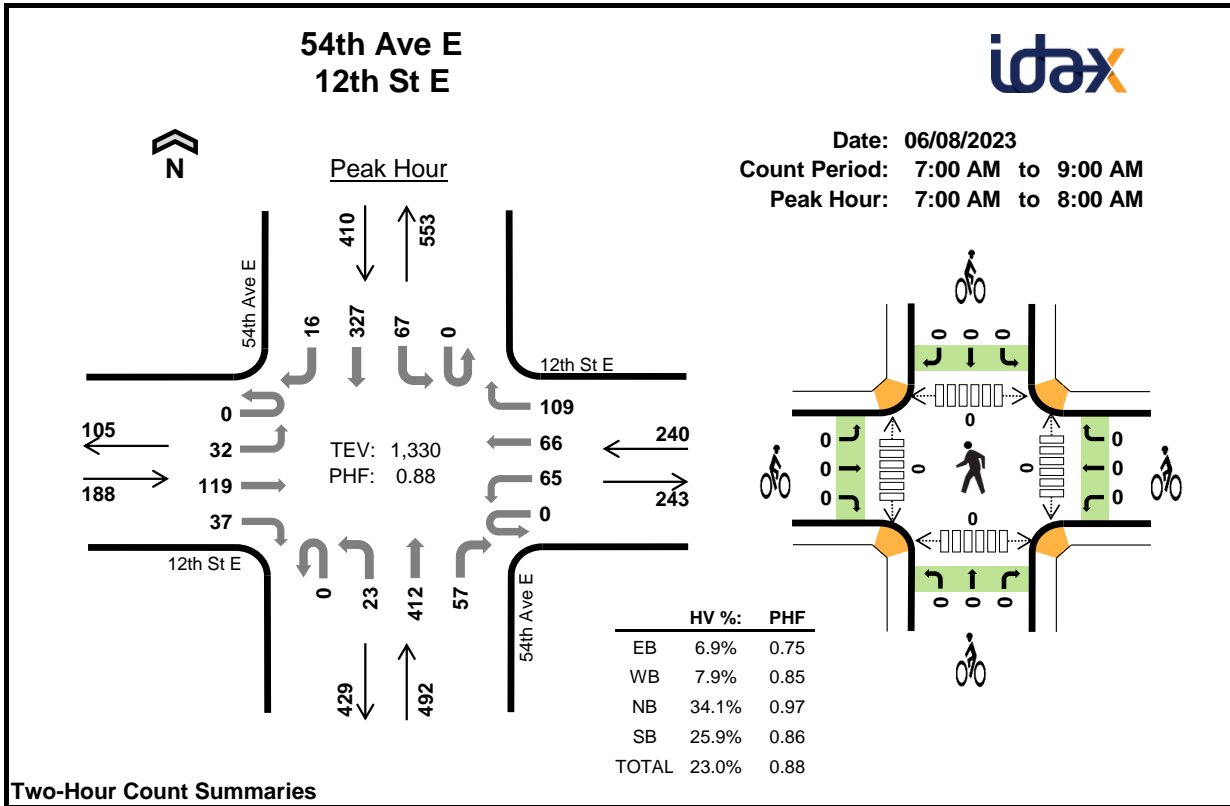 54th Ave E
12th St E
idax
N
Peak Hour
Date: 06/08/2023
Count Period: 7:00 AM to 9:00 AM
Peak Hour: 7:00 AM to 8:00 AM
410
553
54th Ave E
16
327
67
0
12th St E
0
32
119
37
105
188
12th St E
TEV: 1,330
PHF: 0.88
109
66
65
0
240
243
0
23
412
57
54th Ave E
429
492
0 0 0
0
0
0
0
0
0
0
0
0
0
0
0 0 0
HV %: PHF
EB 6.9% 0.75
WB 7.9% 0.85
NB 34.1% 0.97
SB 25.9% 0.86
TOTAL 23.0% 0.88
Two-Hour Count Summaries